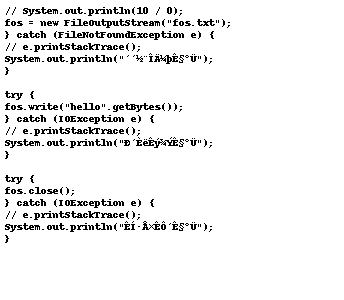 // System.out.println(10 / 0);
fos = new FileOutputStream("fos.txt");
} catch (FileNotFoundException e) {
// e.printStackTrace();
System.out.println("´´½¨ÎÄ¼þÊ§°Ü");
}
try {
fos.write("hello".getBytes());
} catch (IOException e) {
// e.printStackTrace();
System.out.println("Ð´ÈëÊý¾ÝÊ§°Ü");
}
try {
fos.close();
} catch (IOException e) {
// e.printStackTrace();
System.out.println("ÊÍ·Å×ÊÔ´Ê§°Ü");
}